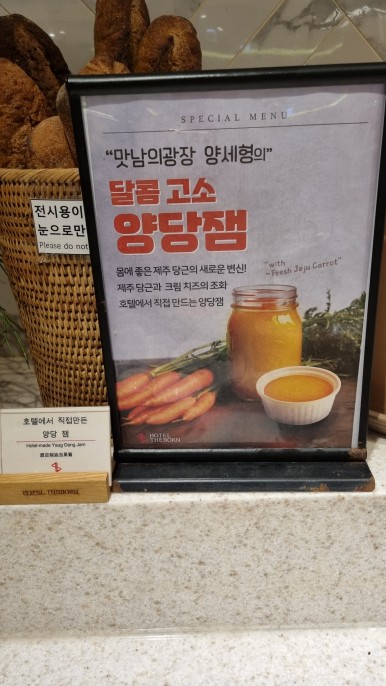 SPECIAL MENU
"맛남의광장 양세형의"
달콤 고소
양당잼
몸에 좋은 제주 당근의 새로운 변신!
제주 당근과 크림 치즈의 조화
호텔에서 직접 만드는 양당잼
"with
Fresh Jeju Carrot"
HOTEL
THEBORN
전시용이
눈으로만
Please do not
호텔에서 직접만든
양당 잼
Hotel-made Yang Dang Jam
HOTEL THEBORN